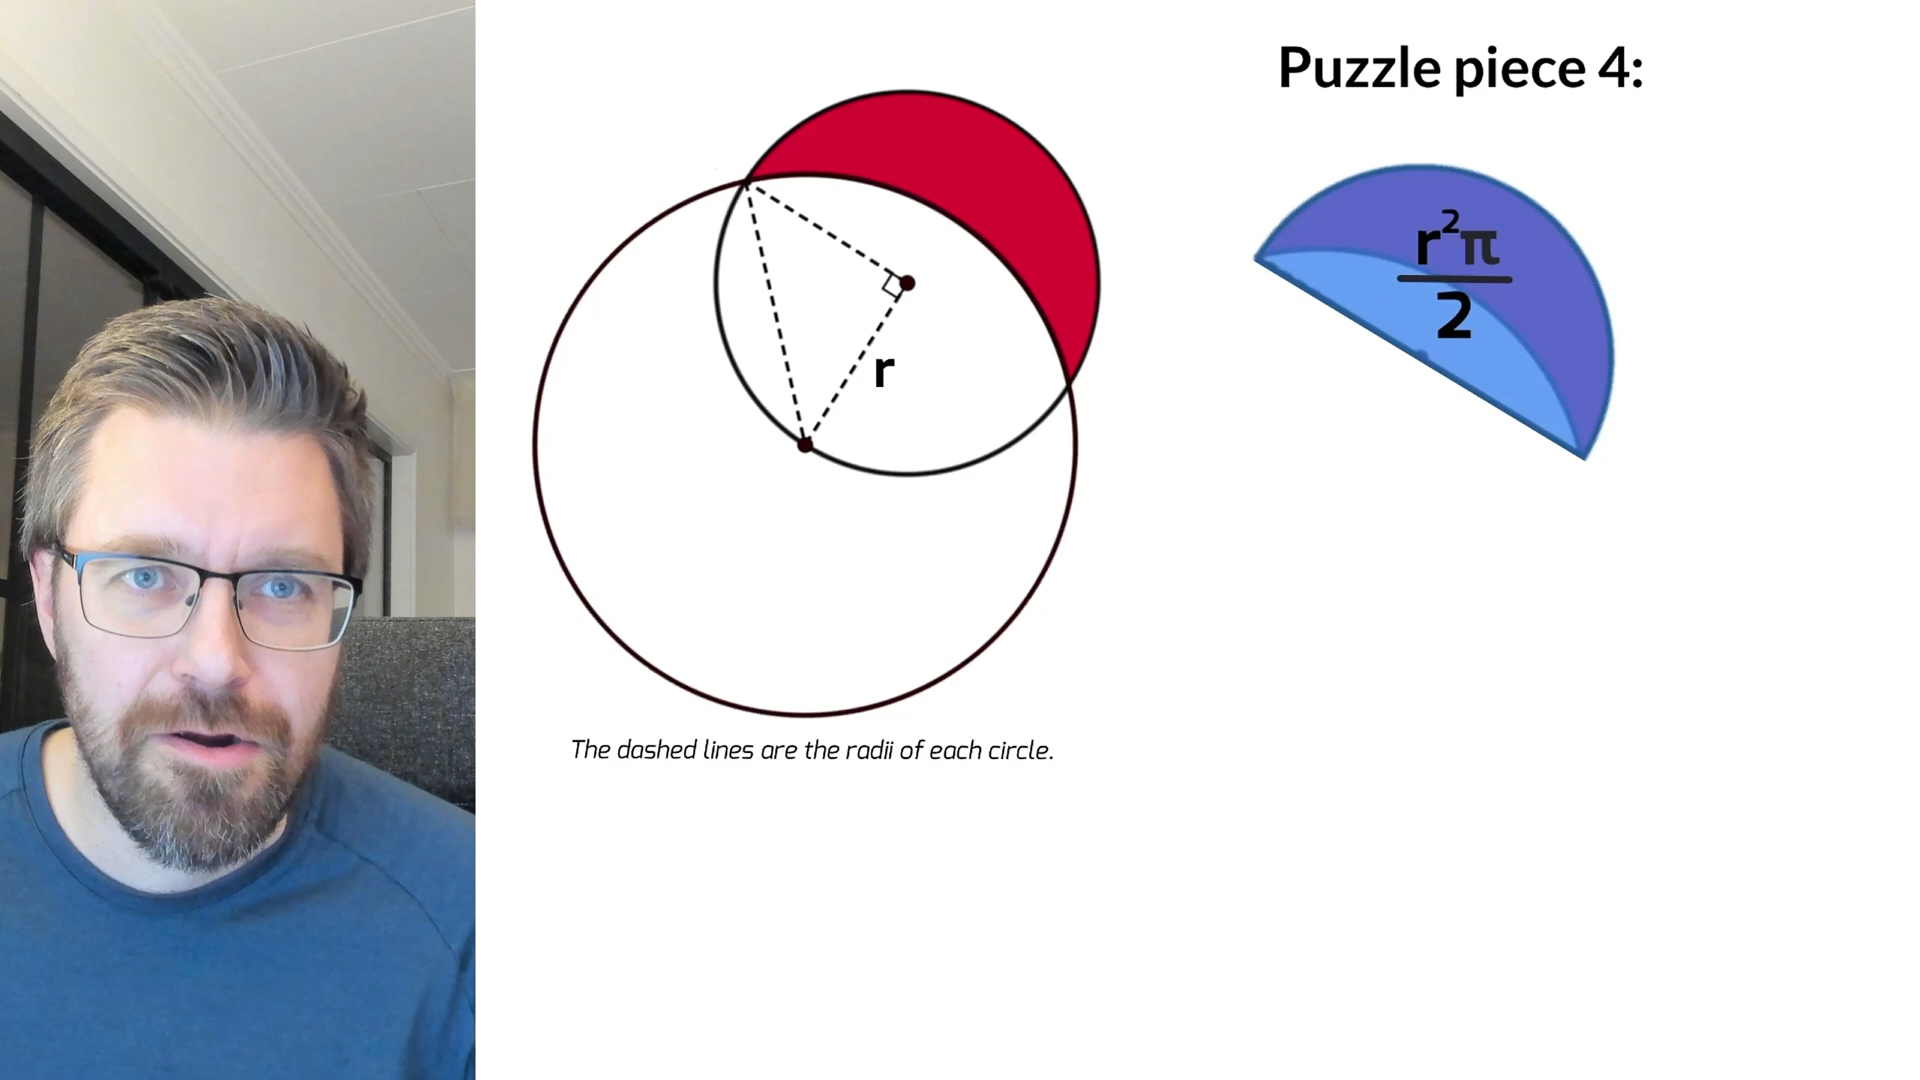 Puzzle piece 4:
r²π
2
r
The dashed lines are the radii of each circle.